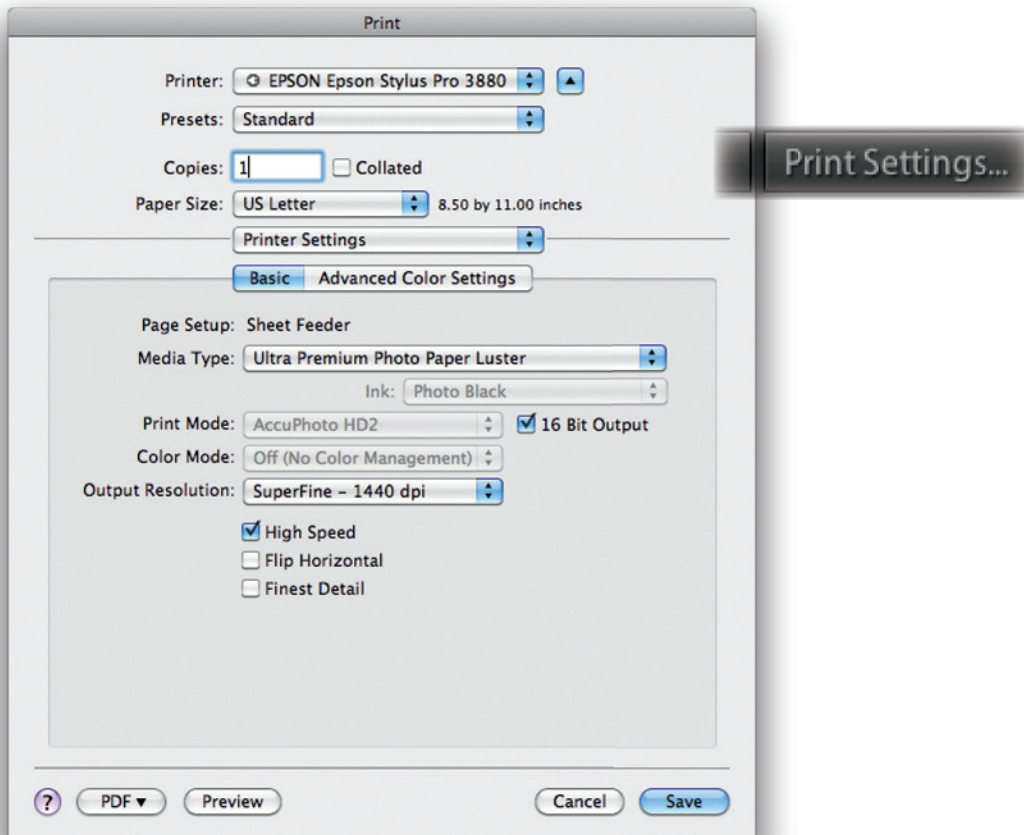 Print
Printer: EPSON Epson Stylus Pro 3880
Presets: Standard
Copies: 1 Collated
Print Settings...
Paper Size: US Letter 8.50 by 11.00 inches
Printer Settings
Basic Advanced Color Settings
Page Setup: Sheet Feeder
Media Type: Ultra Premium Photo Paper Luster
Ink: Photo Black
Print Mode: AccuPhoto HD2 16 Bit Output
Color Mode: Off (No Color Management)
Output Resolution: SuperFine – 1440 dpi
High Speed
Flip Horizontal
Finest Detail
? PDF ▼ Preview Cancel Save